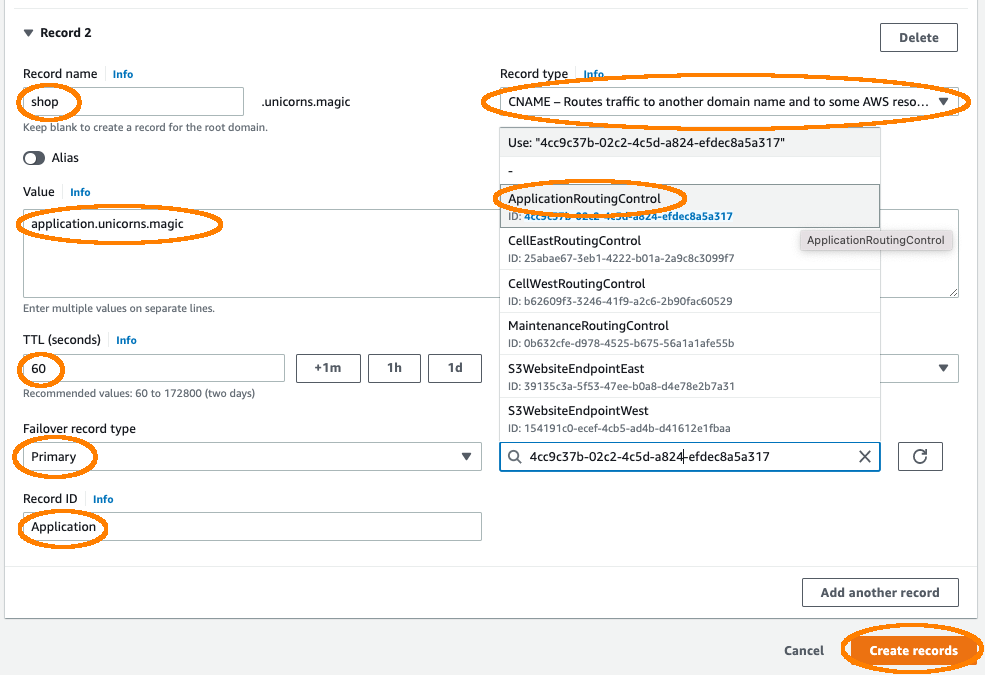 Record 2
Delete
Record name
Info
shop
.unicorns.magic
Keep blank to create a record for the root domain.
Record type
Info
CNAME – Routes traffic to another domain name and to some AWS reso...
Alias
Value
Info
application.unicorns.magic
Enter multiple values on separate lines.
Use: "4cc9c37b-02c2-4c5d-a824-efdec8a5a317"
-
ApplicationRoutingControl
ID: 4cc9c37b-02c2-4c5d-a824-efdec8a5a317
ApplicationRoutingControl
CellEastRoutingControl
ID: 25abae67-3eb1-4222-b01a-2a9c8c3099f7
CellWestRoutingControl
ID: b62609f3-3246-41f9-a2c6-2b90fac60529
MaintenanceRoutingControl
ID: 0b632cfe-d978-4525-b675-56a1a1afe55b
S3WebsiteEndpointEast
ID: 39135c3a-5f53-47ee-b0a8-d4e78e2b7a31
S3WebsiteEndpointWest
ID: 154191c0-ecef-4cb5-ad4b-d41612e1fbaa
TTL (seconds)
Info
60
+1m
1h
1d
Recommended values: 60 to 172800 (two days)
Failover record type
Primary
4cc9c37b-02c2-4c5d-a824-efdec8a5a317
Record ID
Info
Application
Add another record
Cancel
Create records